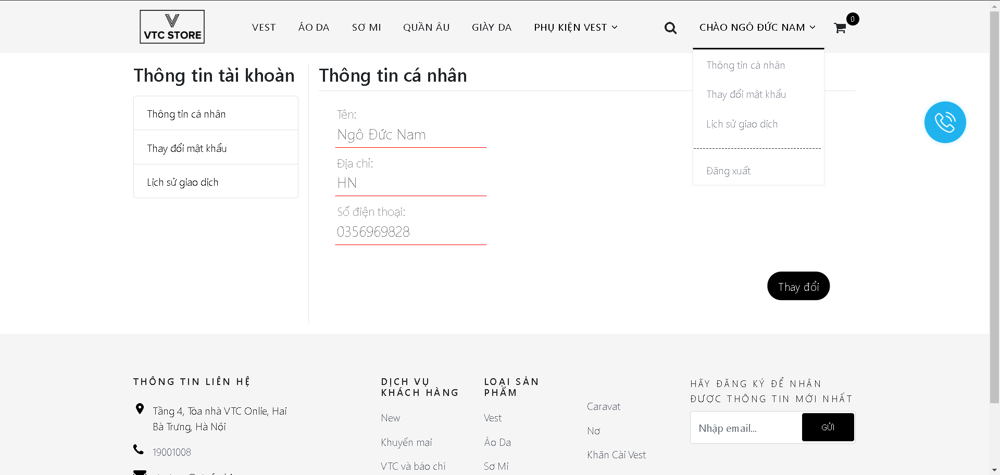 VTC STORE
VEST ÁO DA SƠ MI QUẦN ÂU GIÀY DA PHỤ KIỆN VEST CHÀO NGÔ ĐỨC NAM 0
Thông tin cá nhân
Thay đổi mật khẩu
Lịch sử giao dịch
Đăng xuất
Thông tin tài khoàn
Thông tin cá nhân
Thay đổi mật khẩu
Lịch sử giao dịch
Thông tin cá nhân
Tên:
Ngô Đức Nam
Địa chỉ:
HN
Số điện thoại:
0356969828
Thay đổi
THÔNG TIN LIÊN HỆ
Tầng 4, Tòa nhà VTC Onlie, Hai
Bà Trưng, Hà Nội
19001008
DỊCH VỤ
KHÁCH HÀNG
New
Khuyến mại
VTC và báo chí
LOẠI SẢN
PHẨM
Vest
Áo Da
Sơ Mi
Caravat
Nơ
Khăn Cài Vest
HÃY ĐĂNG KÝ ĐỂ NHẬN
ĐƯỢC THÔNG TIN MỚI NHẤT
Nhập email...
GỬI